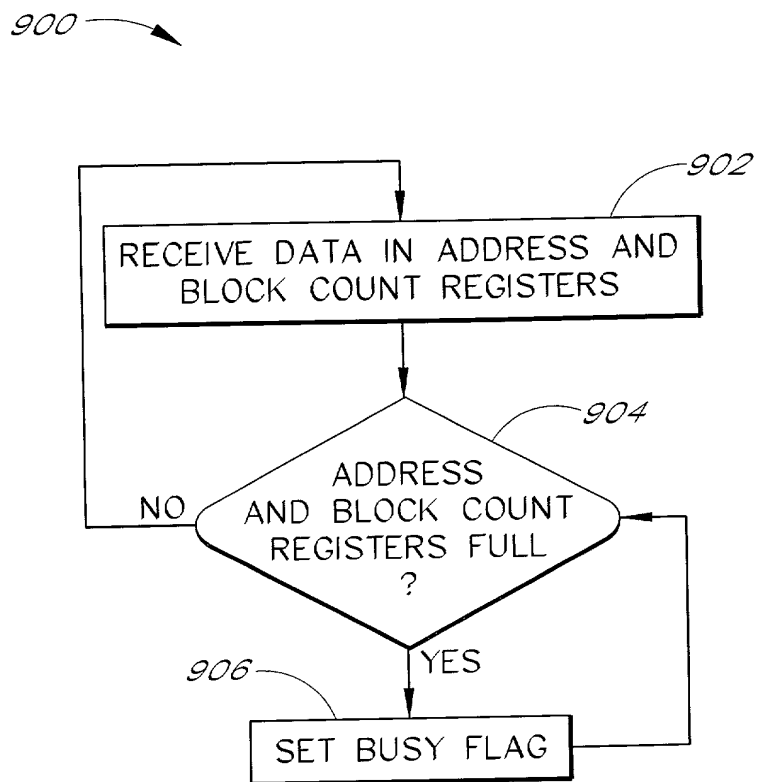 900
902
RECEIVE DATA IN ADDRESS AND
BLOCK COUNT REGISTERS
904
ADDRESS
AND BLOCK COUNT
REGISTERS FULL
?
NO
YES
906
SET BUSY FLAG